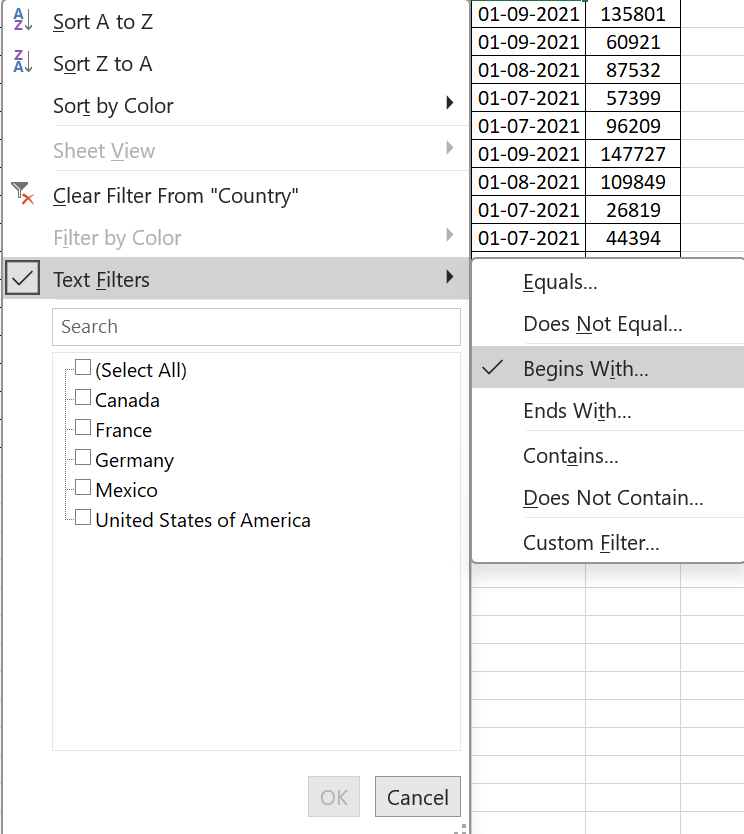 Sort A to Z
Sort Z to A
Sort by Color
Sheet View
Clear Filter From "Country"
Filter by Color
Text Filters
Search
(Select All)
Canada
France
Germany
Mexico
United States of America
OK Cancel
01-09-2021 135801
01-09-2021 60921
01-08-2021 87532
01-07-2021 57399
01-07-2021 96209
01-09-2021 147727
01-08-2021 109849
01-07-2021 26819
01-07-2021 44394
Equals...
Does Not Equal...
Begins With...
Ends With...
Contains...
Does Not Contain...
Custom Filter...